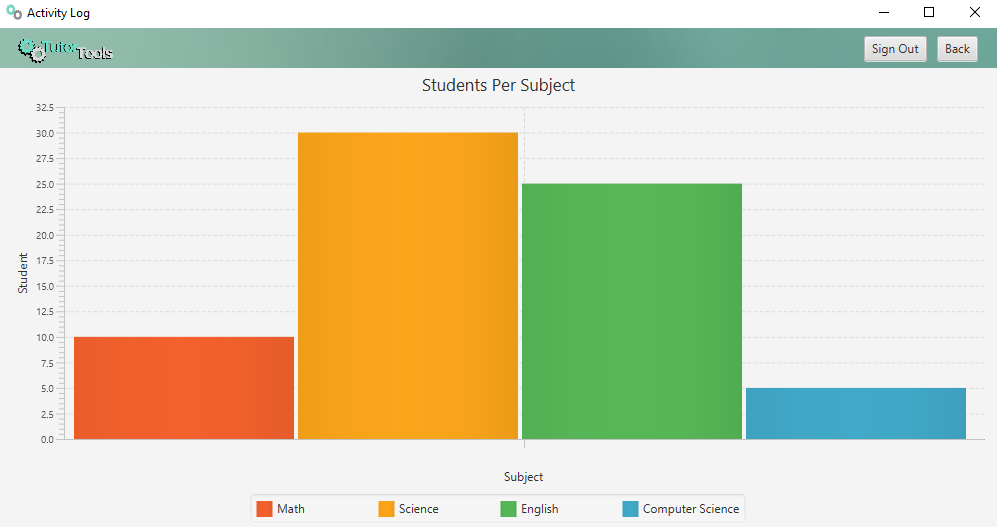 Activity Log
Tutor
Tools
Sign Out Back
Students Per Subject
32.5
30.0
27.5
25.0
22.5
20.0
17.5
15.0
12.5
10.0
7.5
5.0
2.5
0.0
Student
Subject
Math Science English Computer Science